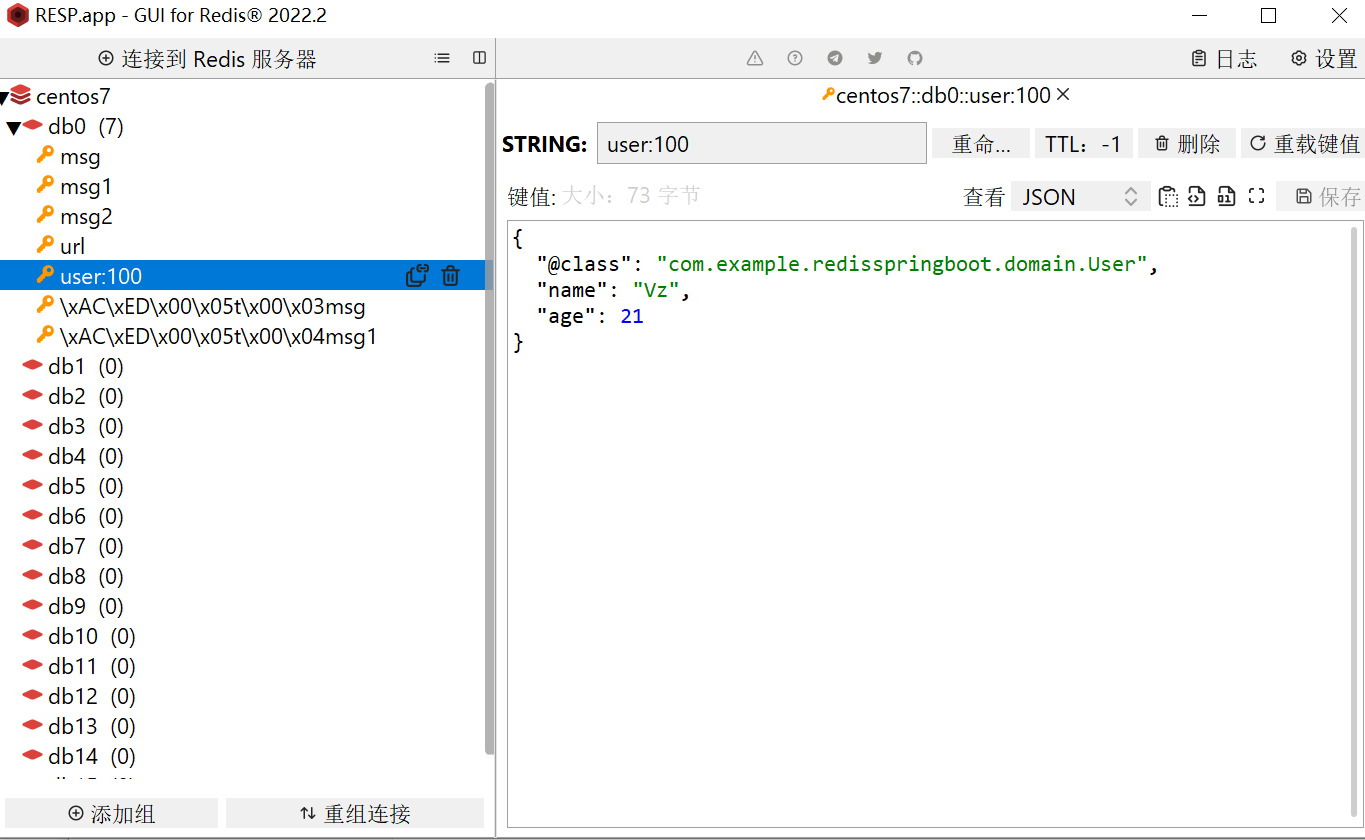 RESP.app - GUI for Redis® 2022.2
连接到 Redis 服务器
日志
设置
centos7
db0 (7)
msg
msg1
msg2
url
user:100
\xAC\xED\x00\x05t\x00\x03msg
\xAC\xED\x00\x05t\x00\x04msg1
db1 (0)
db2 (0)
db3 (0)
db4 (0)
db5 (0)
db6 (0)
db7 (0)
db8 (0)
db9 (0)
db10 (0)
db11 (0)
db12 (0)
db13 (0)
db14 (0)
添加组
重组连接
centos7::db0::user:100
STRING: user:100 重命... TTL: -1 删除 重载键值
键值: 大小: 73 字节 查看 JSON 保存
{
"@class": "com.example.redisspringboot.domain.User",
"name": "Vz",
"age": 21
}